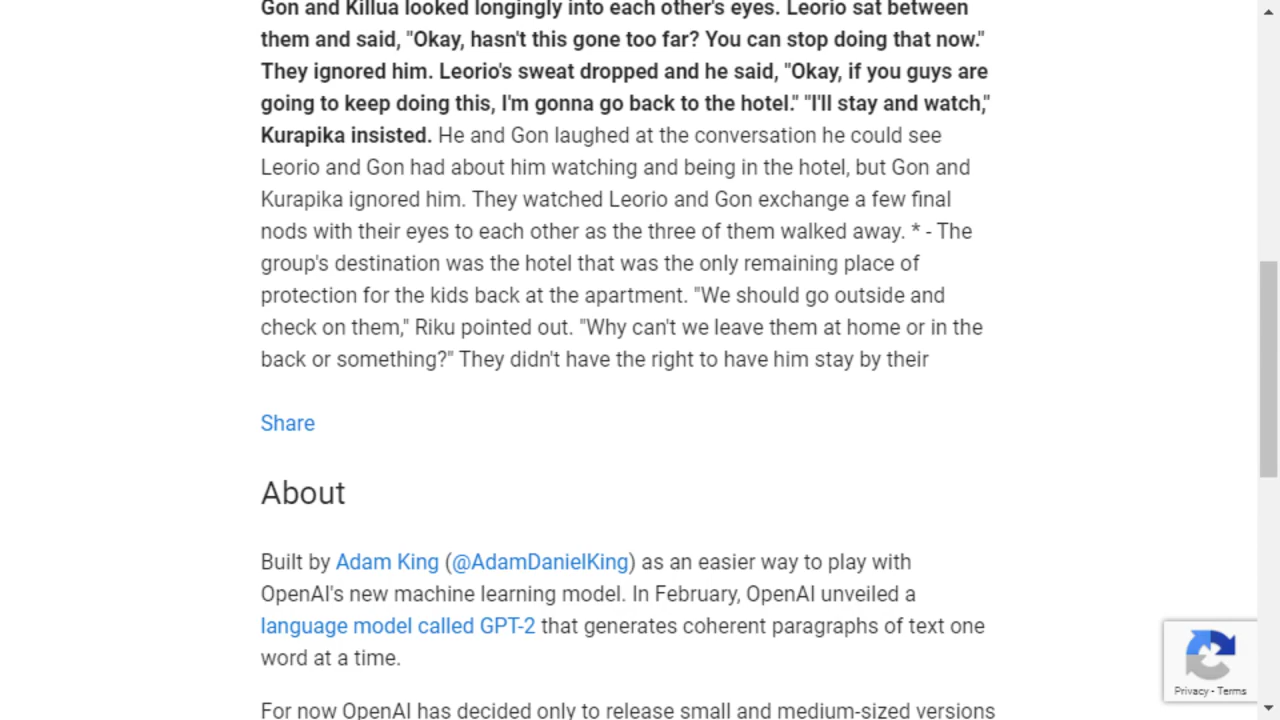 Gon and Killua looked longingly into each other's eyes. Leorio sat between
them and said, "Okay, hasn't this gone too far? You can stop doing that now."
They ignored him. Leorio's sweat dropped and he said, "Okay, if you guys are
going to keep doing this, I'm gonna go back to the hotel." "I'll stay and watch,"
Kurapika insisted. He and Gon laughed at the conversation he could see
Leorio and Gon had about him watching and being in the hotel, but Gon and
Kurapika ignored him. They watched Leorio and Gon exchange a few final
nods with their eyes to each other as the three of them walked away. * - The
group's destination was the hotel that was the only remaining place of
protection for the kids back at the apartment. "We should go outside and
check on them," Riku pointed out. "Why can't we leave them at home or in the
back or something?" They didn't have the right to have him stay by their
Share
About
Built by Adam King (@AdamDanielKing) as an easier way to play with
OpenAI's new machine learning model. In February, OpenAI unveiled a
language model called GPT-2 that generates coherent paragraphs of text one
word at a time.
For now OpenAI has decided only to release small and medium-sized versions
Privacy - Terms